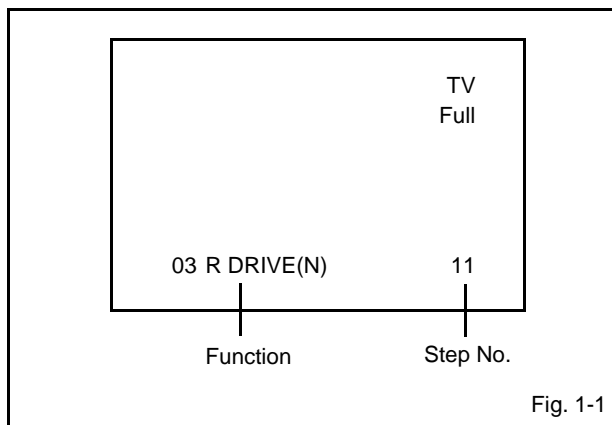 TV
Full
03 R DRIVE(N) 11
Function Step No.
Fig. 1-1